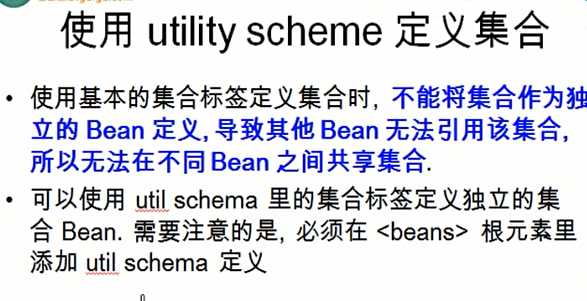 使用 utility scheme 定义集合
• 使用基本的集合标签定义集合时, 不能将集合作为独
立的 Bean 定义, 导致其他 Bean 无法引用该集合,
所以无法在不同 Bean 之间共享集合.
• 可以使用 util schema 里的集合标签定义独立的集
合 Bean. 需要注意的是, 必须在 <beans> 根元素里
添加 util schema 定义